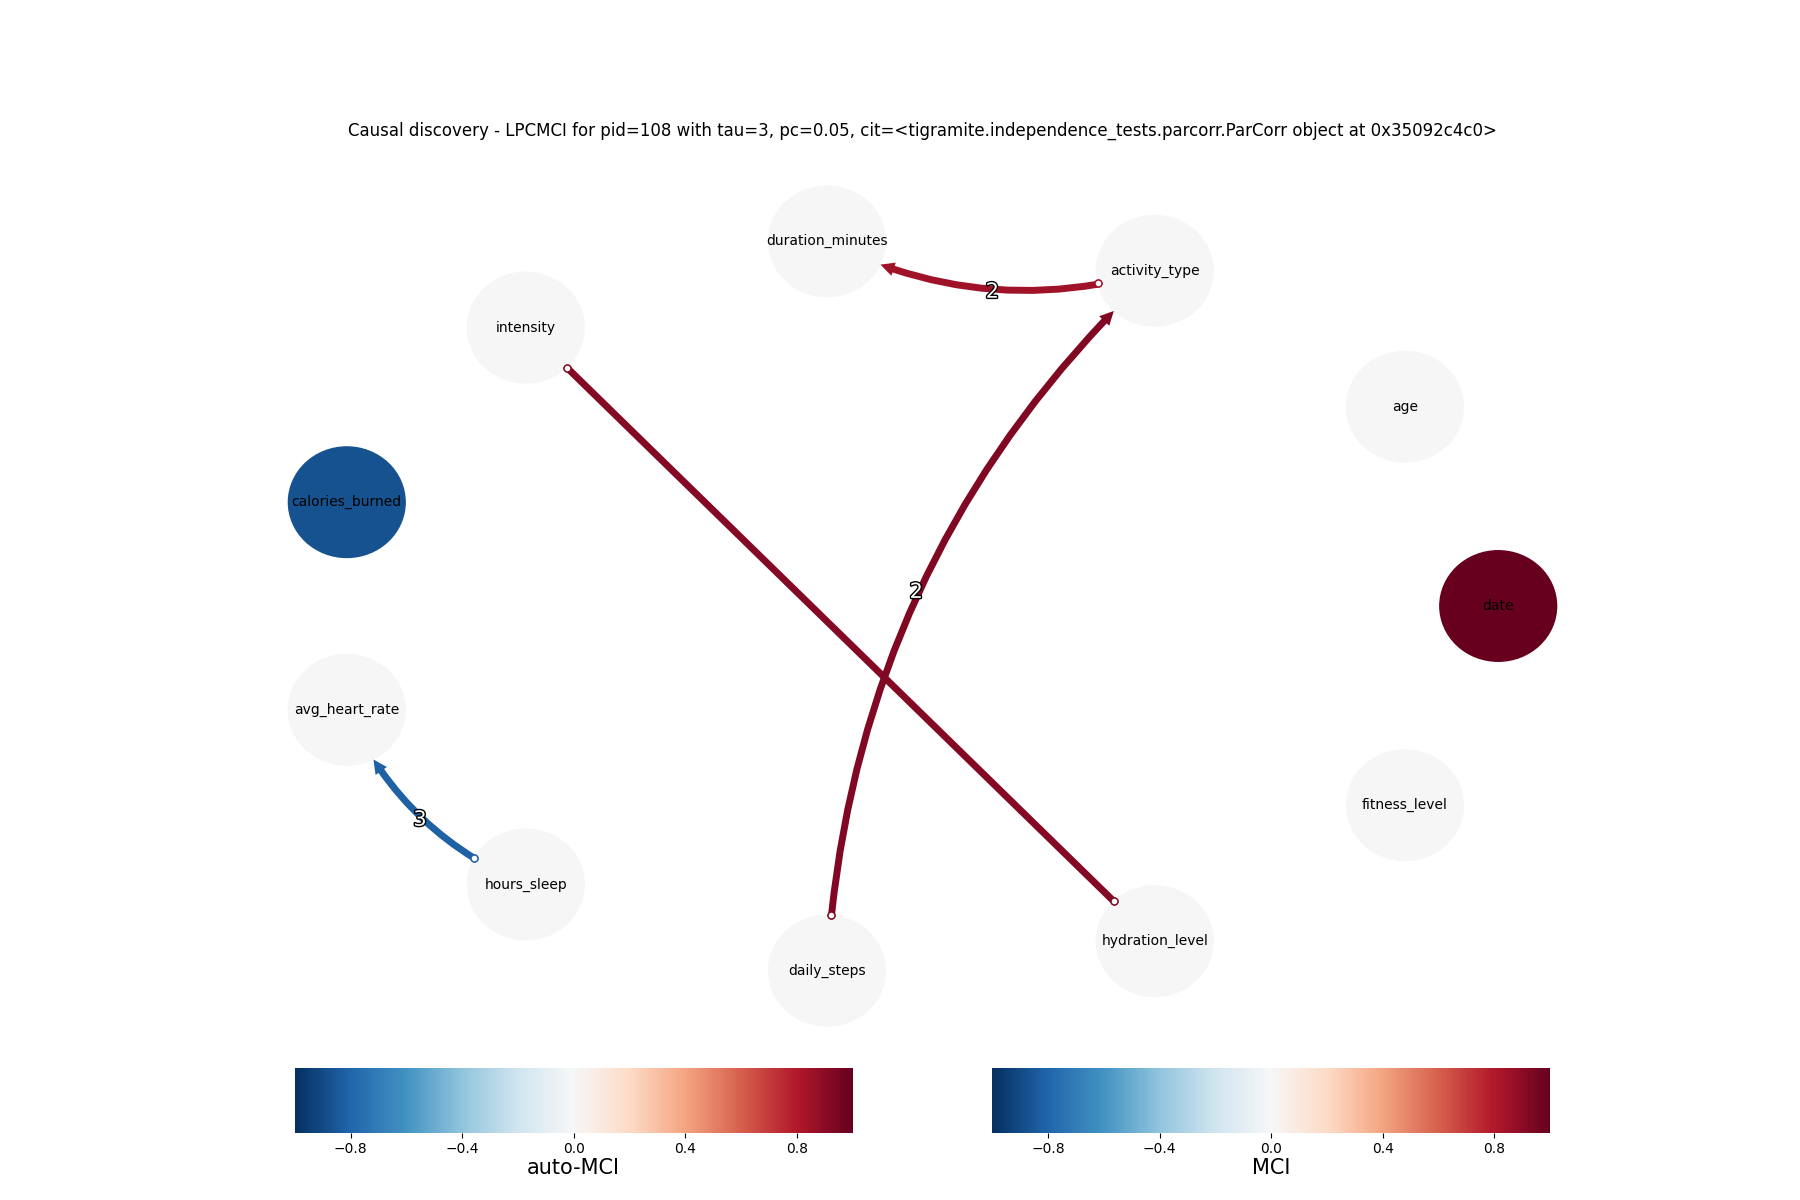 Causal discovery - LPCMCI for pid=108 with tau=3, pc=0.05, cit=<tigramite.independence_tests.parcorr.ParCorr object at 0x35092c4c0>
duration_minutes
activity_type
2
intensity
age
calories_burned
2
date
avg_heart_rate
fitness_level
3
hours_sleep
hydration_level
daily_steps
−0.8 −0.4 0.0 0.4 0.8
auto-MCI
−0.8 −0.4 0.0 0.4 0.8
MCI